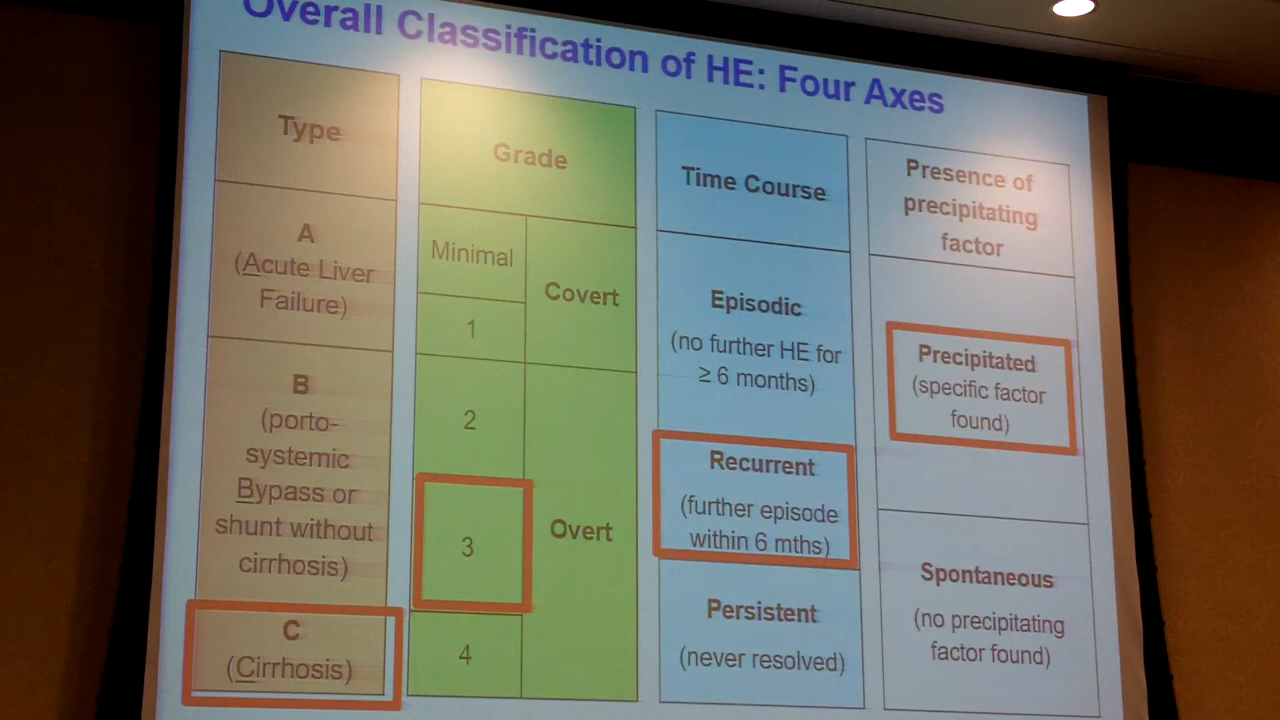 Overall Classification of HE: Four Axes
Type
A
(Acute Liver
Failure)
B
(porto-
systemic
Bypass or
shunt without
cirrhosis)
C
(Cirrhosis)
Grade
Minimal
1
Covert
2
3
4
Overt
Time Course
Episodic
(no further HE for
≥ 6 months)
Recurrent
(further episode
within 6 mths)
Persistent
(never resolved)
Presence of
precipitating
factor
Precipitated
(specific factor
found)
Spontaneous
(no precipitating
factor found)